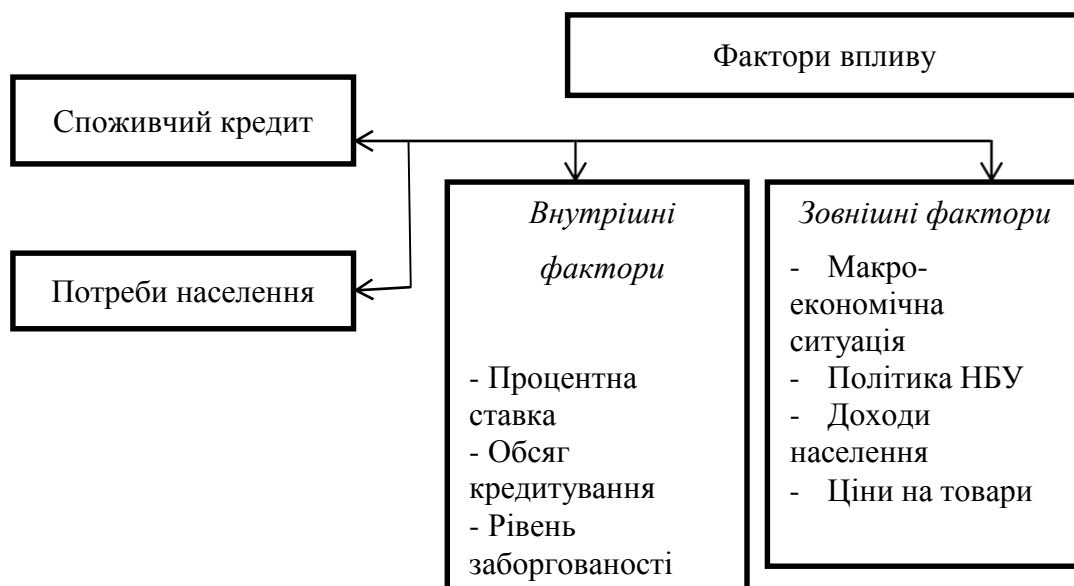 Фактори впливу
Споживчий кредит
Потреби населення
Внутрішні
фактори
- Процентна
ставка
- Обсяг
кредитування
- Рівень
заборгованості
Зовнішні фактори
- Макро-
економічна
ситуація
- Політика НБУ
- Доходи
населення
- Ціни на товари